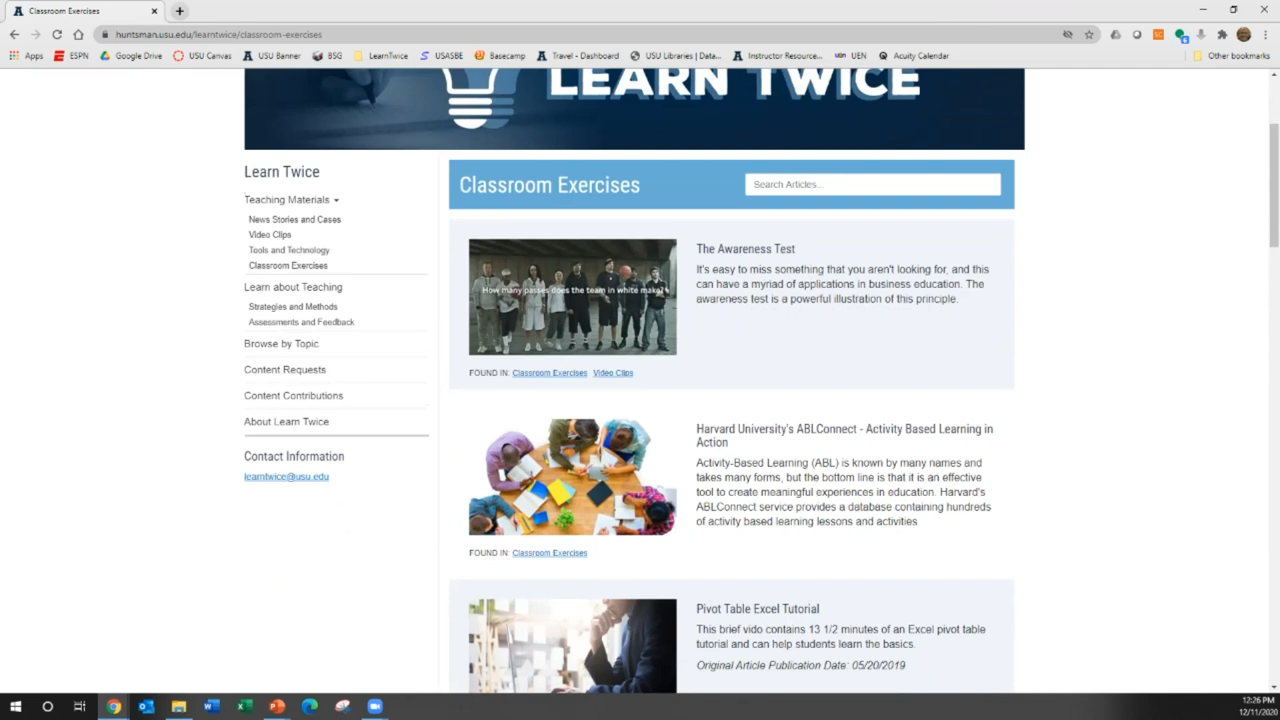 Classroom Exercises
huntsman.usu.edu/learntwice/classroom-exercises
Apps ESPN Google Drive USU Canvas USU Banner BSG LearnTwice USASBE Basecamp Travel - Dashboard USU Libraries | Data... Instructor Resource... UEN Acuity Calendar Other bookmarks
LEARN TWICE
Learn Twice
Teaching Materials
News Stories and Cases
Video Clips
Tools and Technology
Classroom Exercises
Learn about Teaching
Strategies and Methods
Assessments and Feedback
Browse by Topic
Content Requests
Content Contributions
About Learn Twice
Contact Information
learntwice@usu.edu
Classroom Exercises
Search Articles...
How many passes does the team in white make?
The Awareness Test
It's easy to miss something that you aren't looking for, and this
can have a myriad of applications in business education. The
awareness test is a powerful illustration of this principle.
FOUND IN: Classroom Exercises Video Clips
Harvard University's ABLConnect - Activity Based Learning in
Action
Activity-Based Learning (ABL) is known by many names and
takes many forms, but the bottom line is that it is an effective
tool to create meaningful experiences in education. Harvard's
ABLConnect service provides a database containing hundreds
of activity based learning lessons and activities
FOUND IN: Classroom Exercises
Pivot Table Excel Tutorial
This brief vido contains 13 1/2 minutes of an Excel pivot table
tutorial and can help students learn the basics.
Original Article Publication Date: 05/20/2019
12:26 PM
12/11/2020